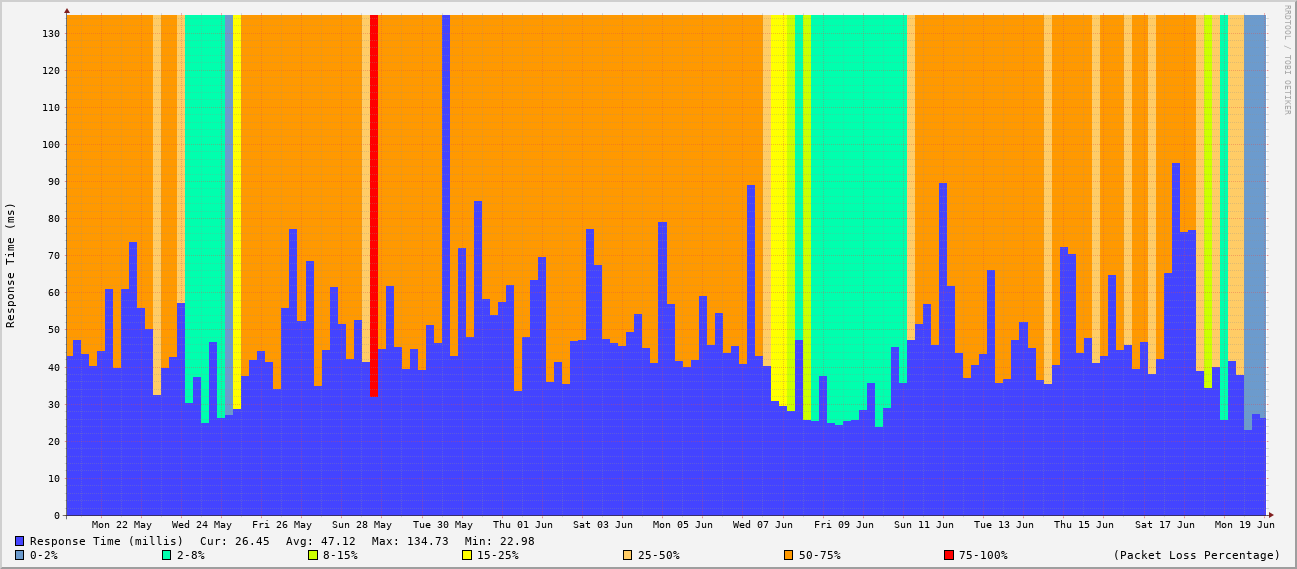 RRDTOOL / TOBI OETIKER
Response Time (ms)
130
120
110
100
90
80
70
60
50
40
30
20
10
0
Mon 22 May Wed 24 May Fri 26 May Sun 28 May Tue 30 May Thu 01 Jun Sat 03 Jun Mon 05 Jun Wed 07 Jun Fri 09 Jun Sun 11 Jun Tue 13 Jun Thu 15 Jun Sat 17 Jun Mon 19 Jun
Response Time (millis) Cur: 26.45 Avg: 47.12 Max: 134.73 Min: 22.98
0-2% 2-8% 8-15% 15-25% 25-50% 50-75% 75-100% (Packet Loss Percentage)